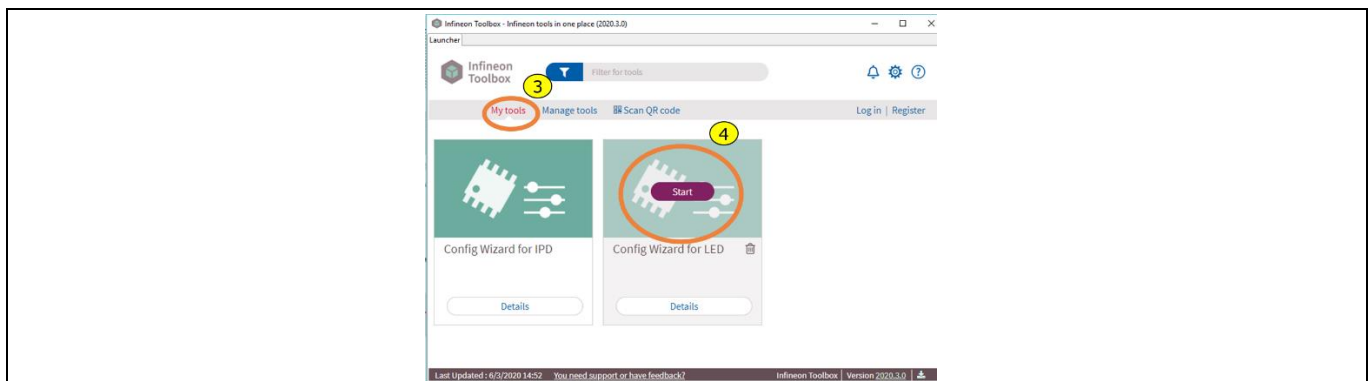 Infineon Toolbox - Infineon tools in one place (2020.3.0)
Launcher
Infineon
Toolbox
Filter for tools
3
My tools Manage tools Scan QR code Log in | Register
4
Start
Config Wizard for IPD Config Wizard for LED
Details Details
Last Updated : 6/3/2020 14:52 You need support or have feedback? Infineon Toolbox Version 2020.3.0